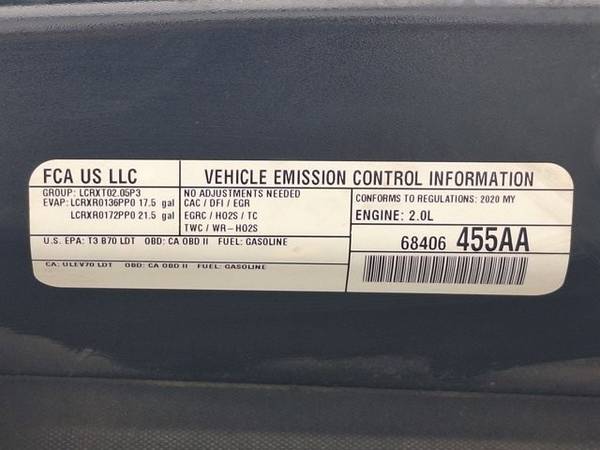 FCA US LLC
VEHICLE EMISSION CONTROL INFORMATION
GROUP: LCRXT02.05P3
EVAP: LCRXR0136PP0 17.5 gal
LCRXR0172PP0 21.5 gal
NO ADJUSTMENTS NEEDED
CAC / DFI / EGR
EGRC / HO2S / TC
TWC / WR-HO2S
CONFORMS TO REGULATIONS: 2020 MY
ENGINE: 2.0L
U.S. EPA: T3 B70 LDT OBD: CA OBD II FUEL: GASOLINE
CA: ULEV70 LDT OBD: CA OBD II FUEL: GASOLINE
68406 455AA